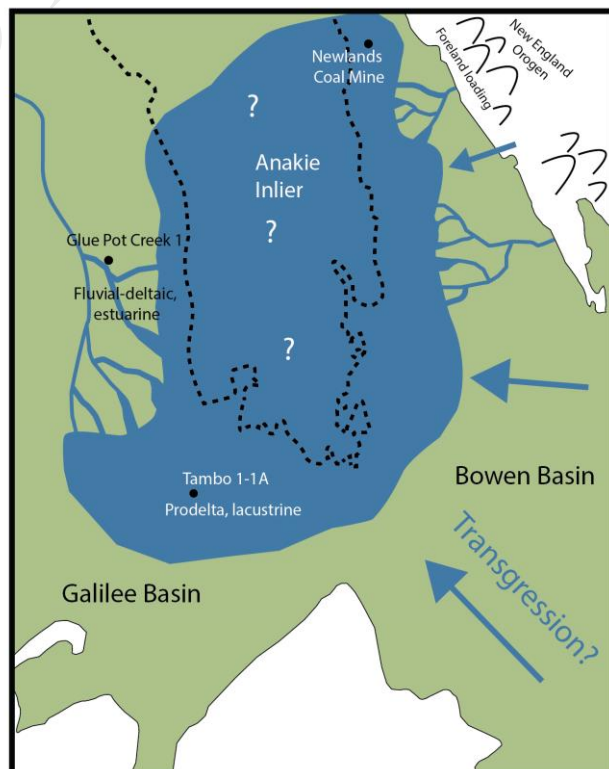 Newlands
Coal Mine
New England
Orogen
Foreland loading
?
Anakie
Inlier
?
Glue Pot Creek 1
Fluvial-deltaic,
estuarine
?
Tambo 1-1A
Prodelta, lacustrine
Bowen Basin
Transgression?
Galilee Basin